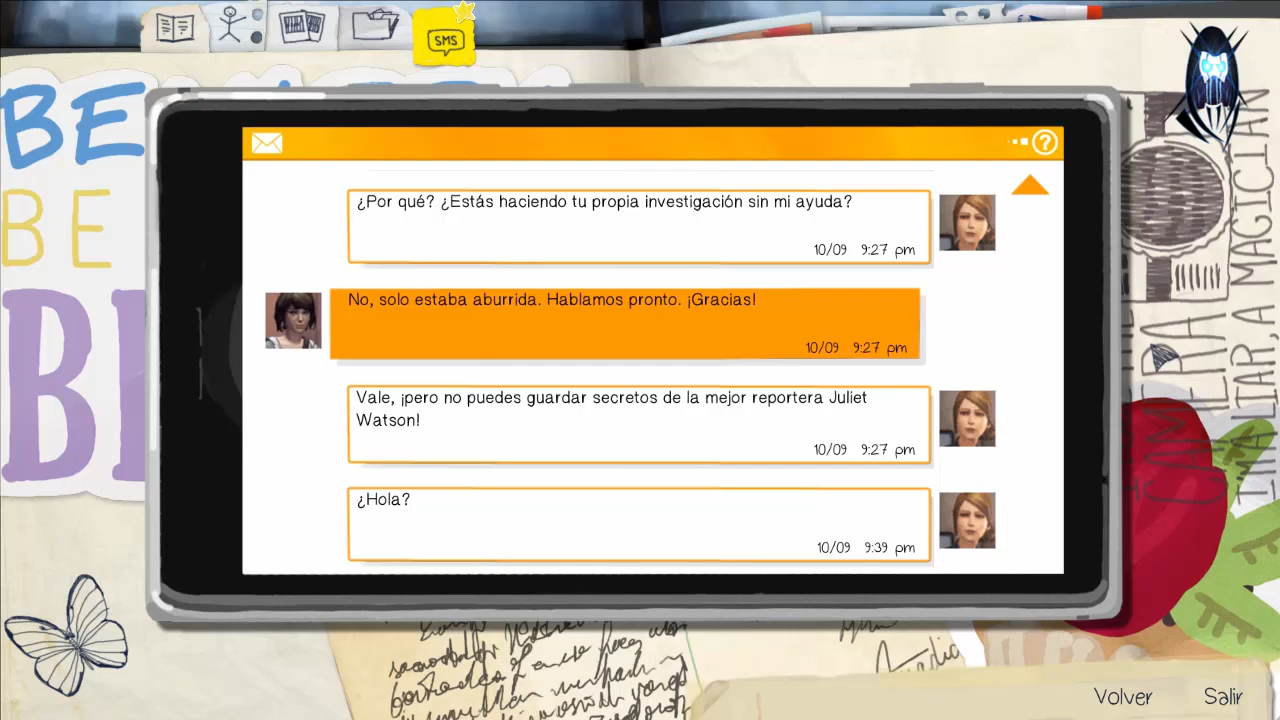 SMS
BE
BE
¿Por qué? ¿Estás haciendo tu propia investigación sin mi ayuda?
10/09 9:27 pm
No, solo estaba aburrida. Hablamos pronto. ¡Gracias!
10/09 9:27 pm
Vale, ¡pero no puedes guardar secretos de la mejor reportera Juliet
Watson!
10/09 9:27 pm
¿Hola?
10/09 9:39 pm
Volver Salir